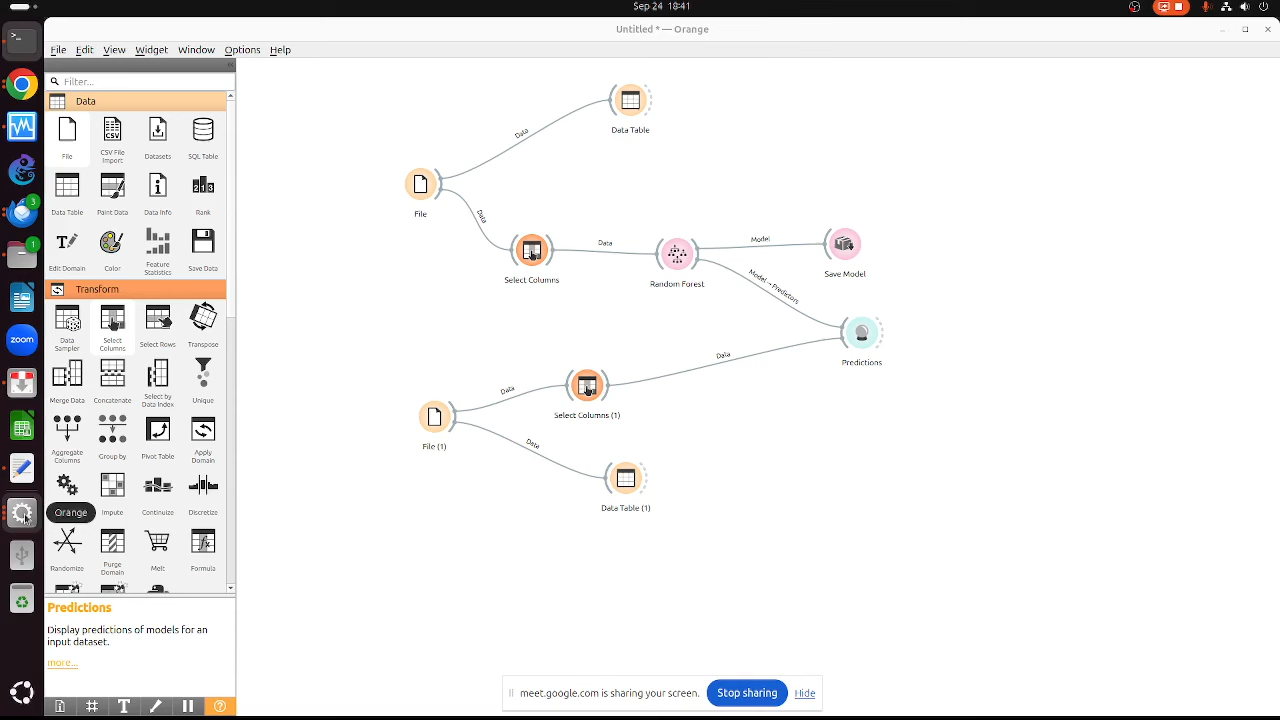 Sep 24 18:41
Untitled * — Orange
File Edit View Widget Window Options Help
Filter...
Data
File
CSV File Import
Datasets
SQL Table
Data Table
Paint Data
Data Info
Rank
Edit Domain
Color
Feature Statistics
Save Data
Transform
Data Sampler
Select Columns
Select Rows
Transpose
Merge Data
Concatenate
Select by Data Index
Unique
Aggregate Columns
Group by
Pivot Table
Apply Domain
Orange
Impute
Continuize
Discretize
Randomize
Purge Domain
Melt
Formula
Predictions
Display predictions of models for an
input dataset.
more...
Data
Data Table
File
Data
Select Columns
Data
Random Forest
Model
Save Model
Model → Predictors
Predictions
Data
Select Columns (1)
Data
File (1)
Data
Data Table (1)
3
1
zoom
meet.google.com is sharing your screen. Stop sharing Hide